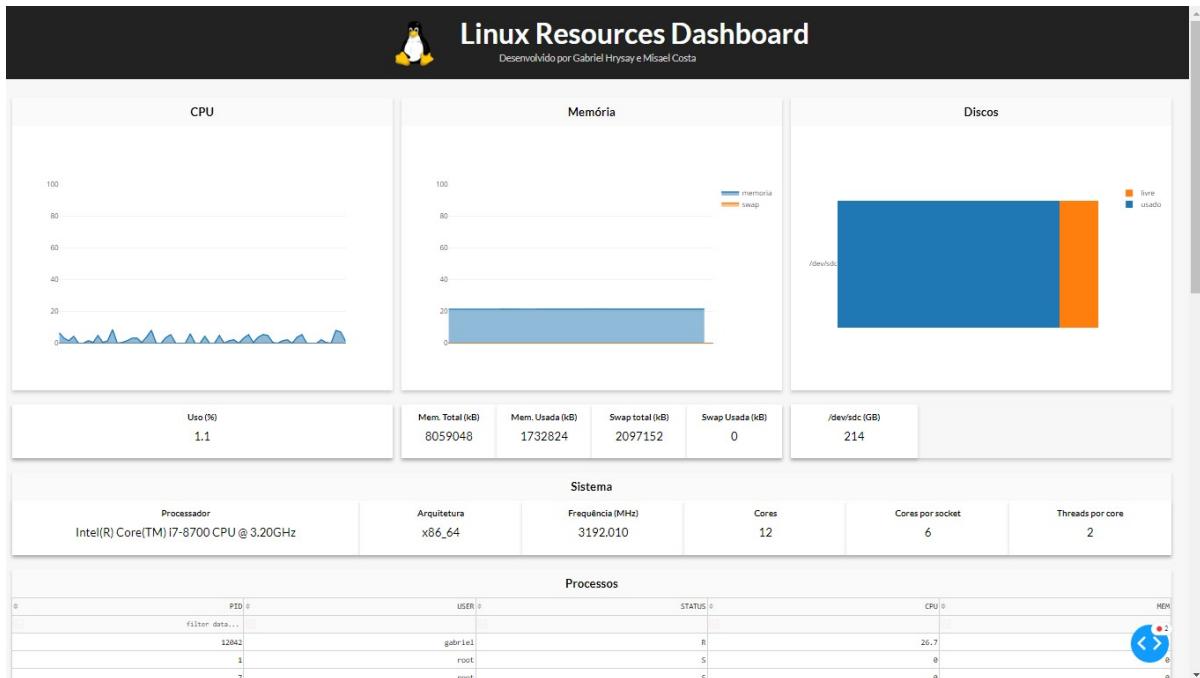 Linux Resources Dashboard
Desenvolvido por Gabriel Hrysay e Misael Costa
CPU
100
80
60
40
20
0
Memória
100
80
60
40
20
0
memoria
swap
Discos
/dev/sdc
livre
usado
Uso (%)
1.1
Mem. Total (kB) Mem. Usada (kB) Swap total (kB) Swap Usada (kB)
8059048 1732824 2097152 0
/dev/sdc (GB)
214
Sistema
Processador Arquitetura Frequência (MHz) Cores Cores por socket Threads por core
Intel(R) Core(TM) i7-8700 CPU @ 3.20GHz x86_64 3192.010 12 6 2
Processos
PID USER STATUS CPU MEM
filter data...
12042 gabriel R 26.7
1 root S 0 0
7 root S 0 0
2